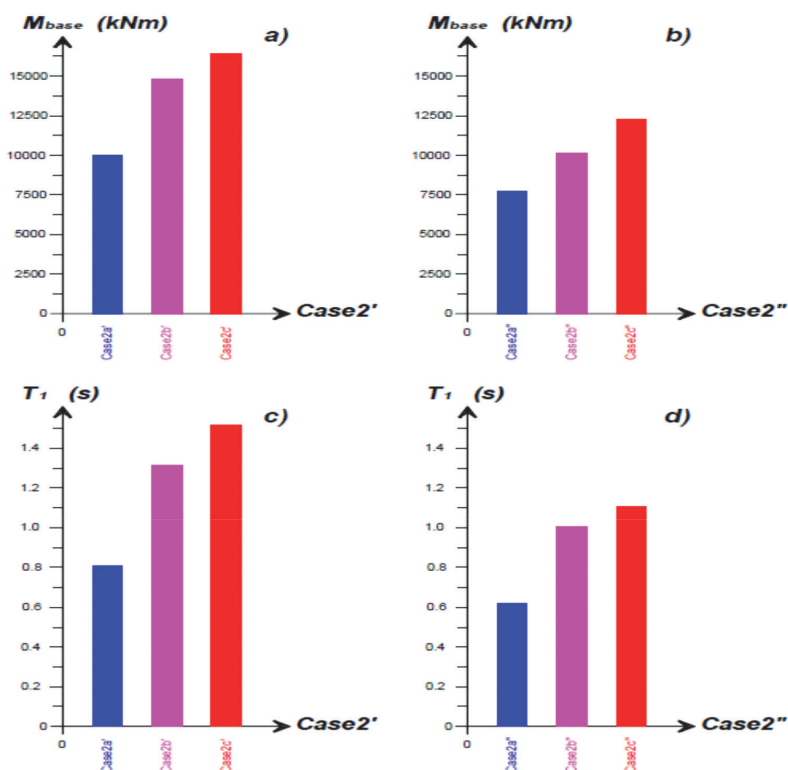 Mbase (kNm)
a)
15000
12500
10000
7500
5000
2500
0
0
Case2a'
Case2b'
Case2c'
Case2'
Mbase (kNm)
b)
15000
12500
10000
7500
5000
2500
0
0
Case2a"
Case2b"
Case2c"
Case2"
T1 (s)
c)
1.4
1.2
1.0
0.8
0.6
0.4
0.2
0
0
Case2a'
Case2b'
Case2c'
Case2'
T1 (s)
d)
1.4
1.2
1.0
0.8
0.6
0.4
0.2
0
0
Case2a"
Case2b"
Case2c"
Case2"